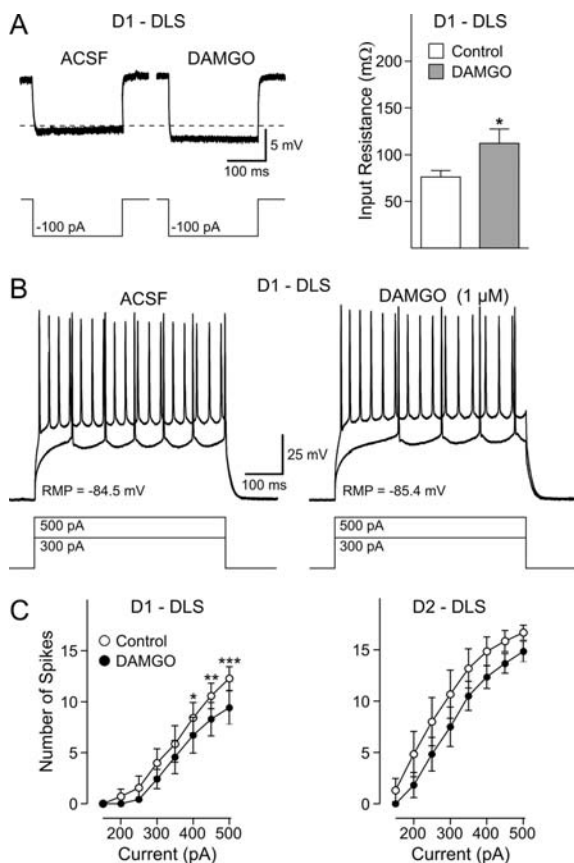 A
D1 - DLS
ACSF
DAMGO
5 mV
100 ms
-100 pA
-100 pA
D1 - DLS
Control
DAMGO
Input Resistance (mΩ)
200
150
100
50
*
B
D1 - DLS
ACSF
DAMGO (1 µM)
25 mV
100 ms
RMP = -84.5 mV
RMP = -85.4 mV
500 pA
300 pA
500 pA
300 pA
C
D1 - DLS
Control
DAMGO
* ** ***
Number of Spikes
15
10
5
0
200 300 400 500
Current (pA)
D2 - DLS
15
10
5
0
200 300 400 500
Current (pA)